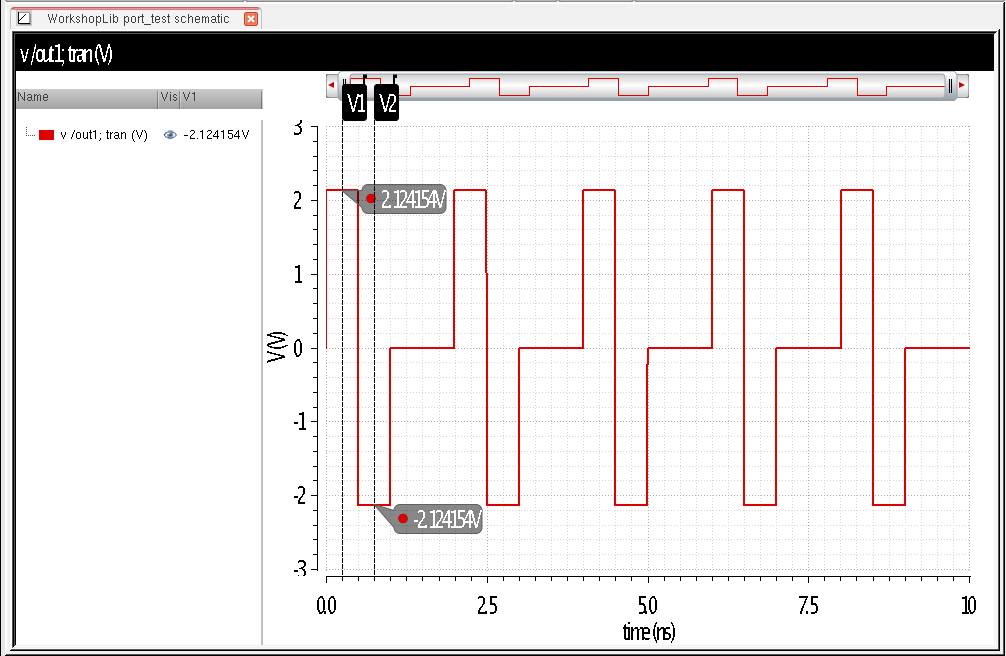 WorkshopLib port_test schematic
v /out1; tran (V)
Name Vis V1
v /out1; tran (V) -2.124154V
V1 V2
3
2
1
0
-1
-2
-3
V (V)
2.124154V
-2.124154V
0.0 2.5 5.0 7.5 10
time (ns)